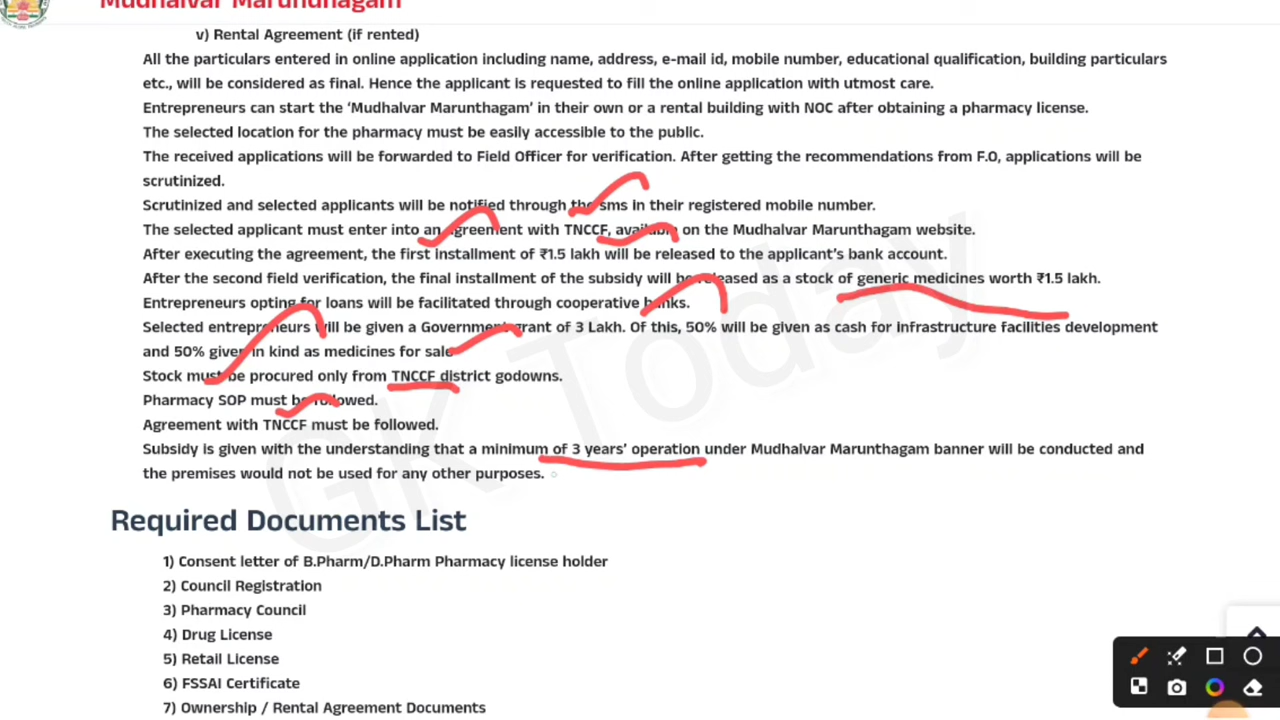 Mudhalvar Marundhagam
v) Rental Agreement (if rented)
All the particulars entered in online application including name, address, e-mail id, mobile number, educational qualification, building particulars
etc., will be considered as final. Hence the applicant is requested to fill the online application with utmost care.
Entrepreneurs can start the ‘Mudhalvar Marunthagam’ in their own or a rental building with NOC after obtaining a pharmacy license.
The selected location for the pharmacy must be easily accessible to the public.
The received applications will be forwarded to Field Officer for verification. After getting the recommendations from F.O, applications will be
scrutinized.
Scrutinized and selected applicants will be notified through the sms in their registered mobile number.
The selected applicant must enter into an agreement with TNCCF, available on the Mudhalvar Marunthagam website.
After executing the agreement, the first installment of ₹1.5 lakh will be released to the applicant’s bank account.
After the second field verification, the final installment of the subsidy will be released as a stock of generic medicines worth ₹1.5 lakh.
Entrepreneurs opting for loans will be facilitated through cooperative banks.
Selected entrepreneurs will be given a Government grant of 3 Lakh. Of this, 50% will be given as cash for infrastructure facilities development
and 50% given in kind as medicines for sale
Stock must be procured only from TNCCF district godowns.
Pharmacy SOP must be followed.
Agreement with TNCCF must be followed.
Subsidy is given with the understanding that a minimum of 3 years’ operation under Mudhalvar Marunthagam banner will be conducted and
the premises would not be used for any other purposes.
GK Today
Required Documents List
1) Consent letter of B.Pharm/D.Pharm Pharmacy license holder
2) Council Registration
3) Pharmacy Council
4) Drug License
5) Retail License
6) FSSAI Certificate
7) Ownership / Rental Agreement Documents